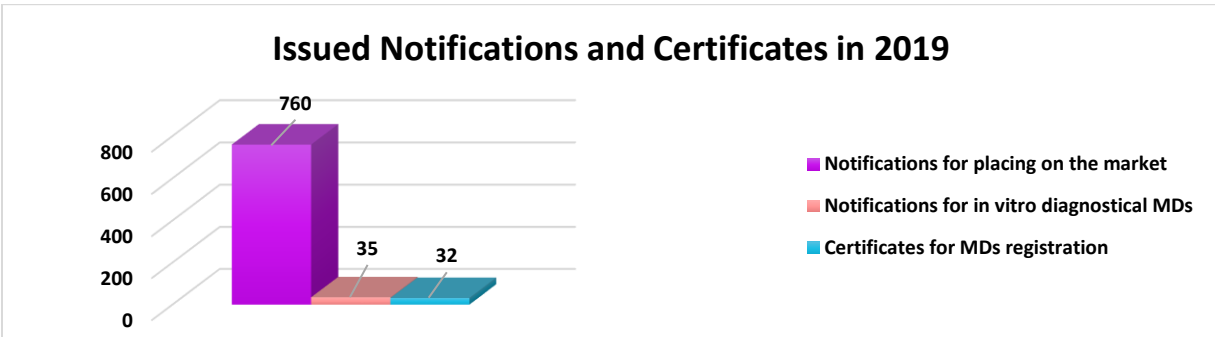 Issued Notifications and Certificates in 2019
760
800
600
400
200
0
35
32
Notifications for placing on the market
Notifications for in vitro diagnostical MDs
Certificates for MDs registration